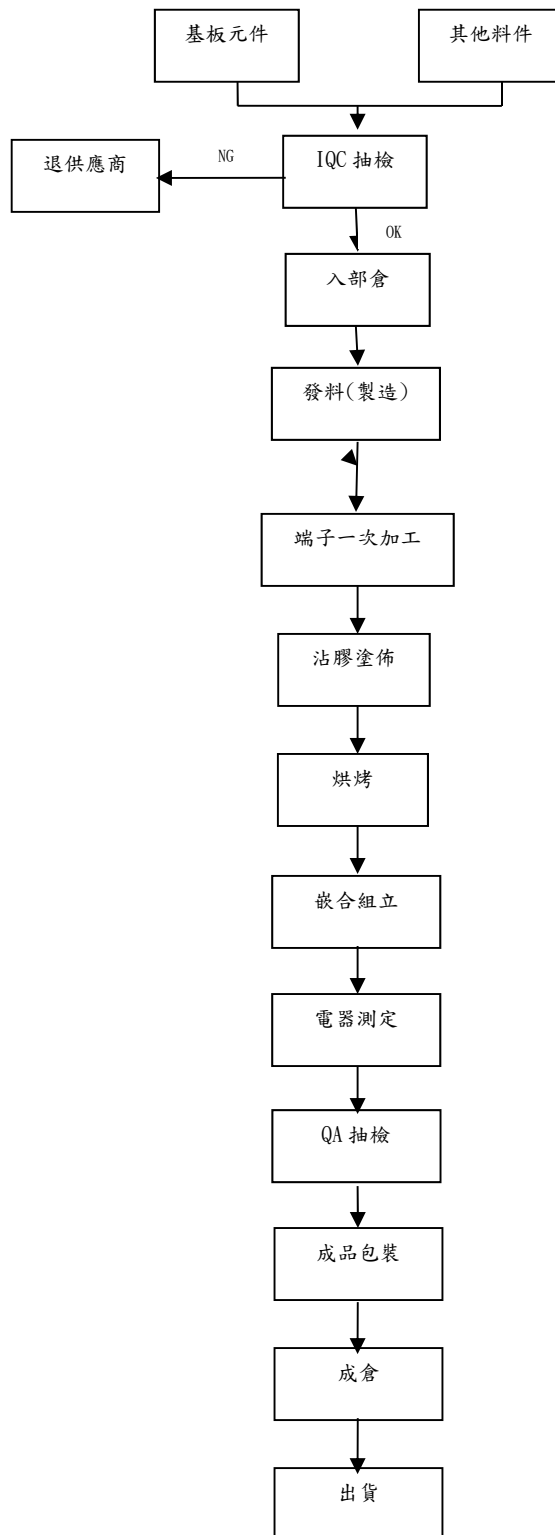 基板元件
其他料件
退供應商
NG
IQC 抽檢
OK
入部倉
發料(製造)
端子一次加工
沾膠塗佈
烘烤
嵌合組立
電器測定
QA 抽檢
成品包裝
成倉
出貨